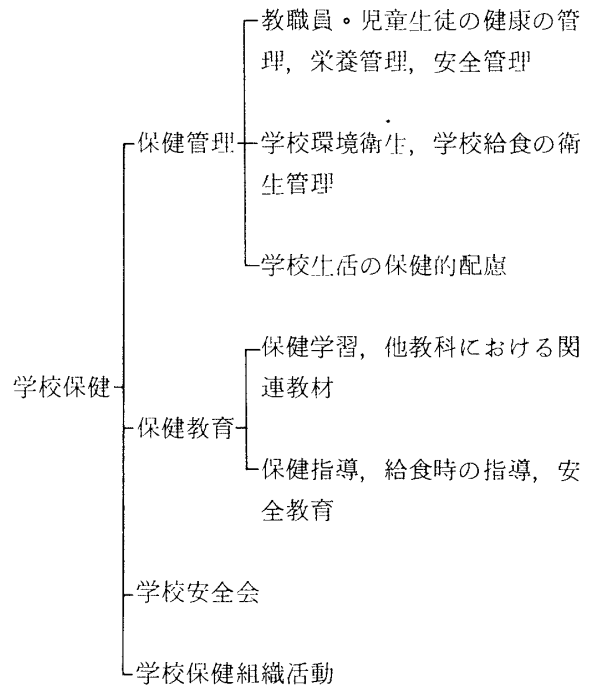 教職員。児童生徒の健康の管
理，栄養管理，安全管理
保健管理
学校環境衛生，学校給食の衛
生管理
学校生活の保健的配慮
保健学習，他教科における関
連教材
学校保健
保健教育
保健指導，給食時の指導，安
全教育
学校安全会
学校保健組織活動